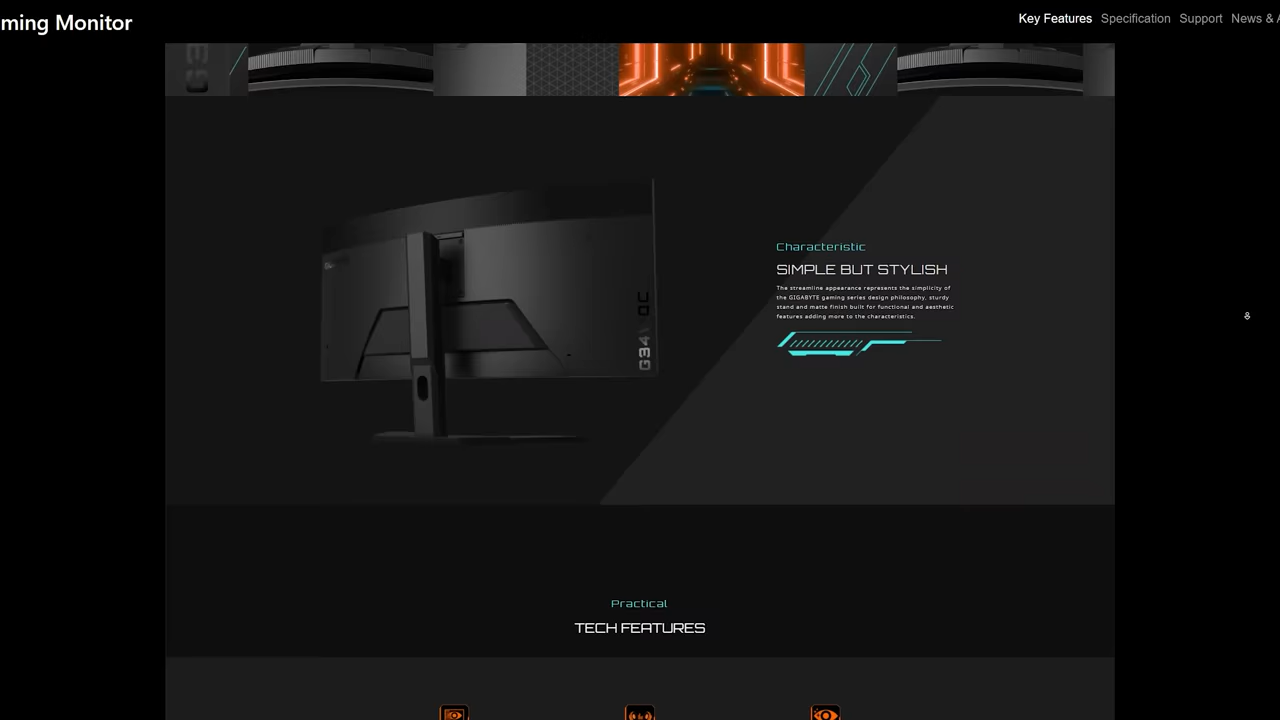 ming Monitor
Key Features
Specification
Support
News &
G3
Characteristic
SIMPLE BUT STYLISH
The streamline appearance represents the simplicity of
the GIGABYTE gaming series design philosophy, sturdy
stand and matte finish built for functional and aesthetic
features adding more to the characteristics.
Practical
TECH FEATURES